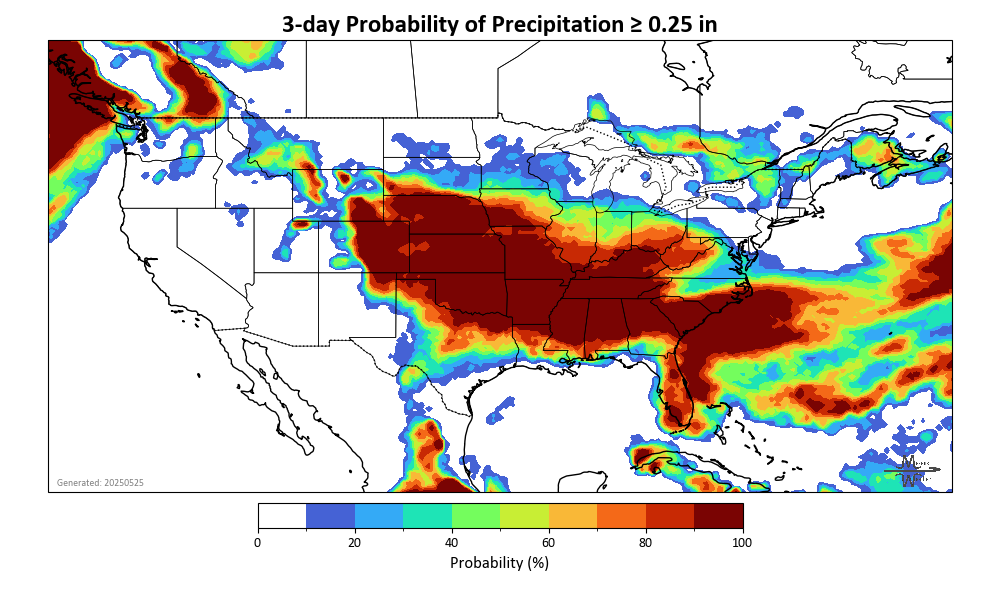 3-day Probability of Precipitation ≥ 0.25 in
Generated: 20250525
0 20 40 60 80 100
Probability (%)